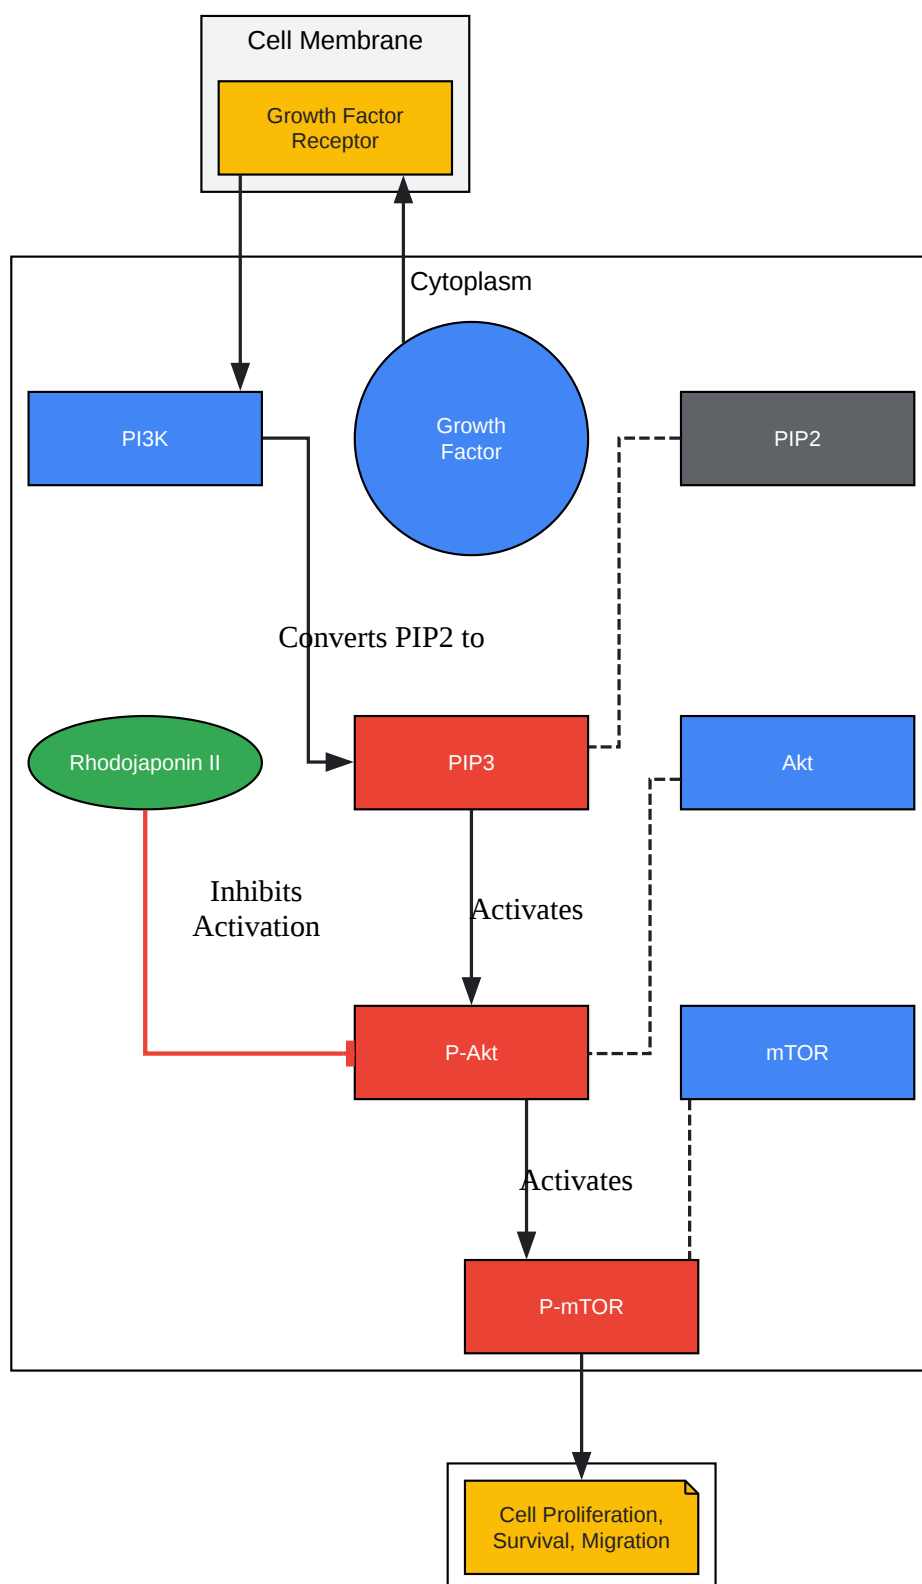 Cell Membrane
Growth Factor
Receptor
Cytoplasm
PI3K
Growth
Factor
PIP2
Converts PIP2 to
Rhodojaponin II
PIP3
Akt
Inhibits
Activation
Activates
P-Akt
mTOR
Activates
P-mTOR
Cell Proliferation,
Survival, Migration